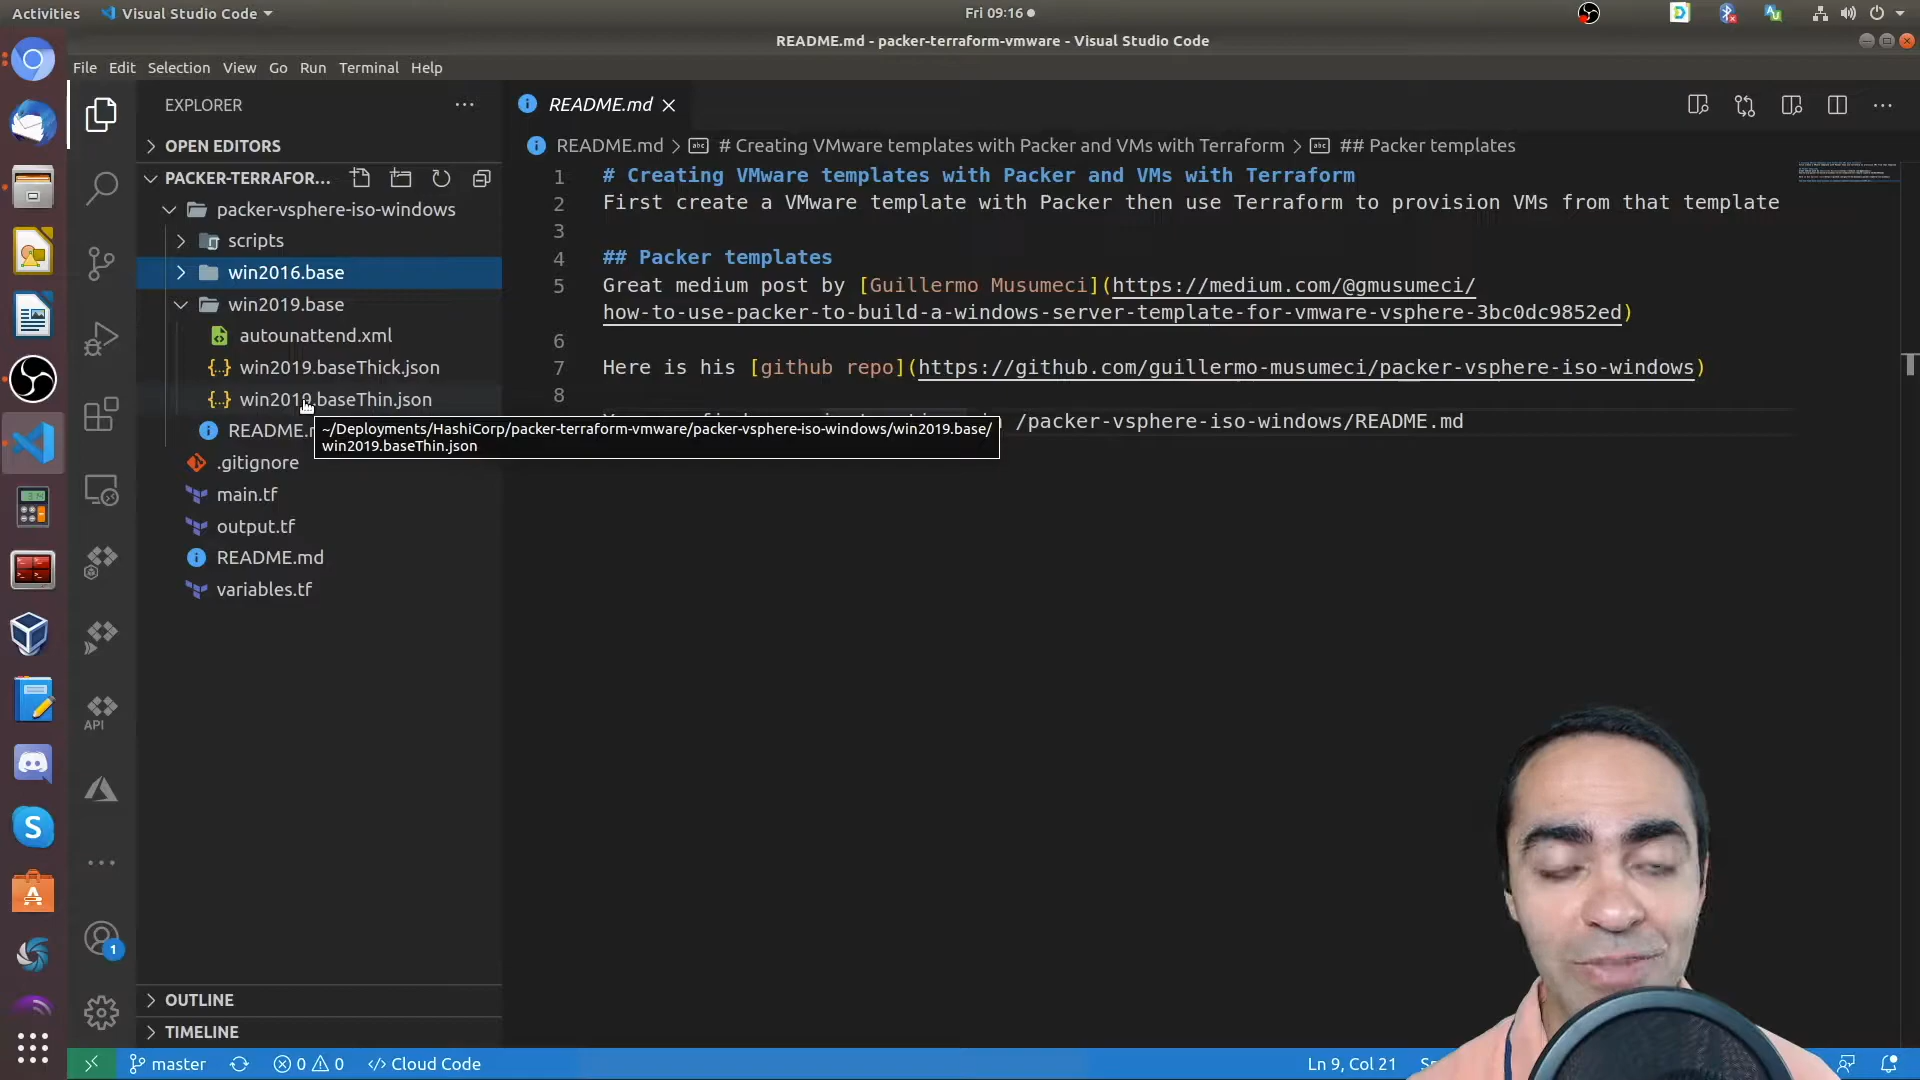 Activities
Visual Studio Code
Fri 09:16
README.md - packer-terraform-vmware - Visual Studio Code
File Edit Selection View Go Run Terminal Help
EXPLORER
OPEN EDITORS
PACKER-TERRAFOR...
packer-vsphere-iso-windows
scripts
win2016.base
win2019.base
autounattend.xml
win2019.baseThick.json
win2019.baseThin.json
README.
.gitignore
main.tf
output.tf
README.md
variables.tf
OUTLINE
TIMELINE
README.md
README.md > # Creating VMware templates with Packer and VMs with Terraform > ## Packer templates
1 # Creating VMware templates with Packer and VMs with Terraform
2 First create a VMware template with Packer then use Terraform to provision VMs from that template
3
4 ## Packer templates
5 Great medium post by [Guillermo Musumeci](https://medium.com/@gmusumeci/
how-to-use-packer-to-build-a-windows-server-template-for-vmware-vsphere-3bc0dc9852ed)
6
7 Here is his [github repo](https://github.com/guillermo-musumeci/packer-vsphere-iso-windows)
8
/packer-vsphere-iso-windows/README.md
~/Deployments/HashiCorp/packer-terraform-vmware/packer-vsphere-iso-windows/win2019.base/
win2019.baseThin.json
API
1
master
0 0
Cloud Code
Ln 9, Col 21